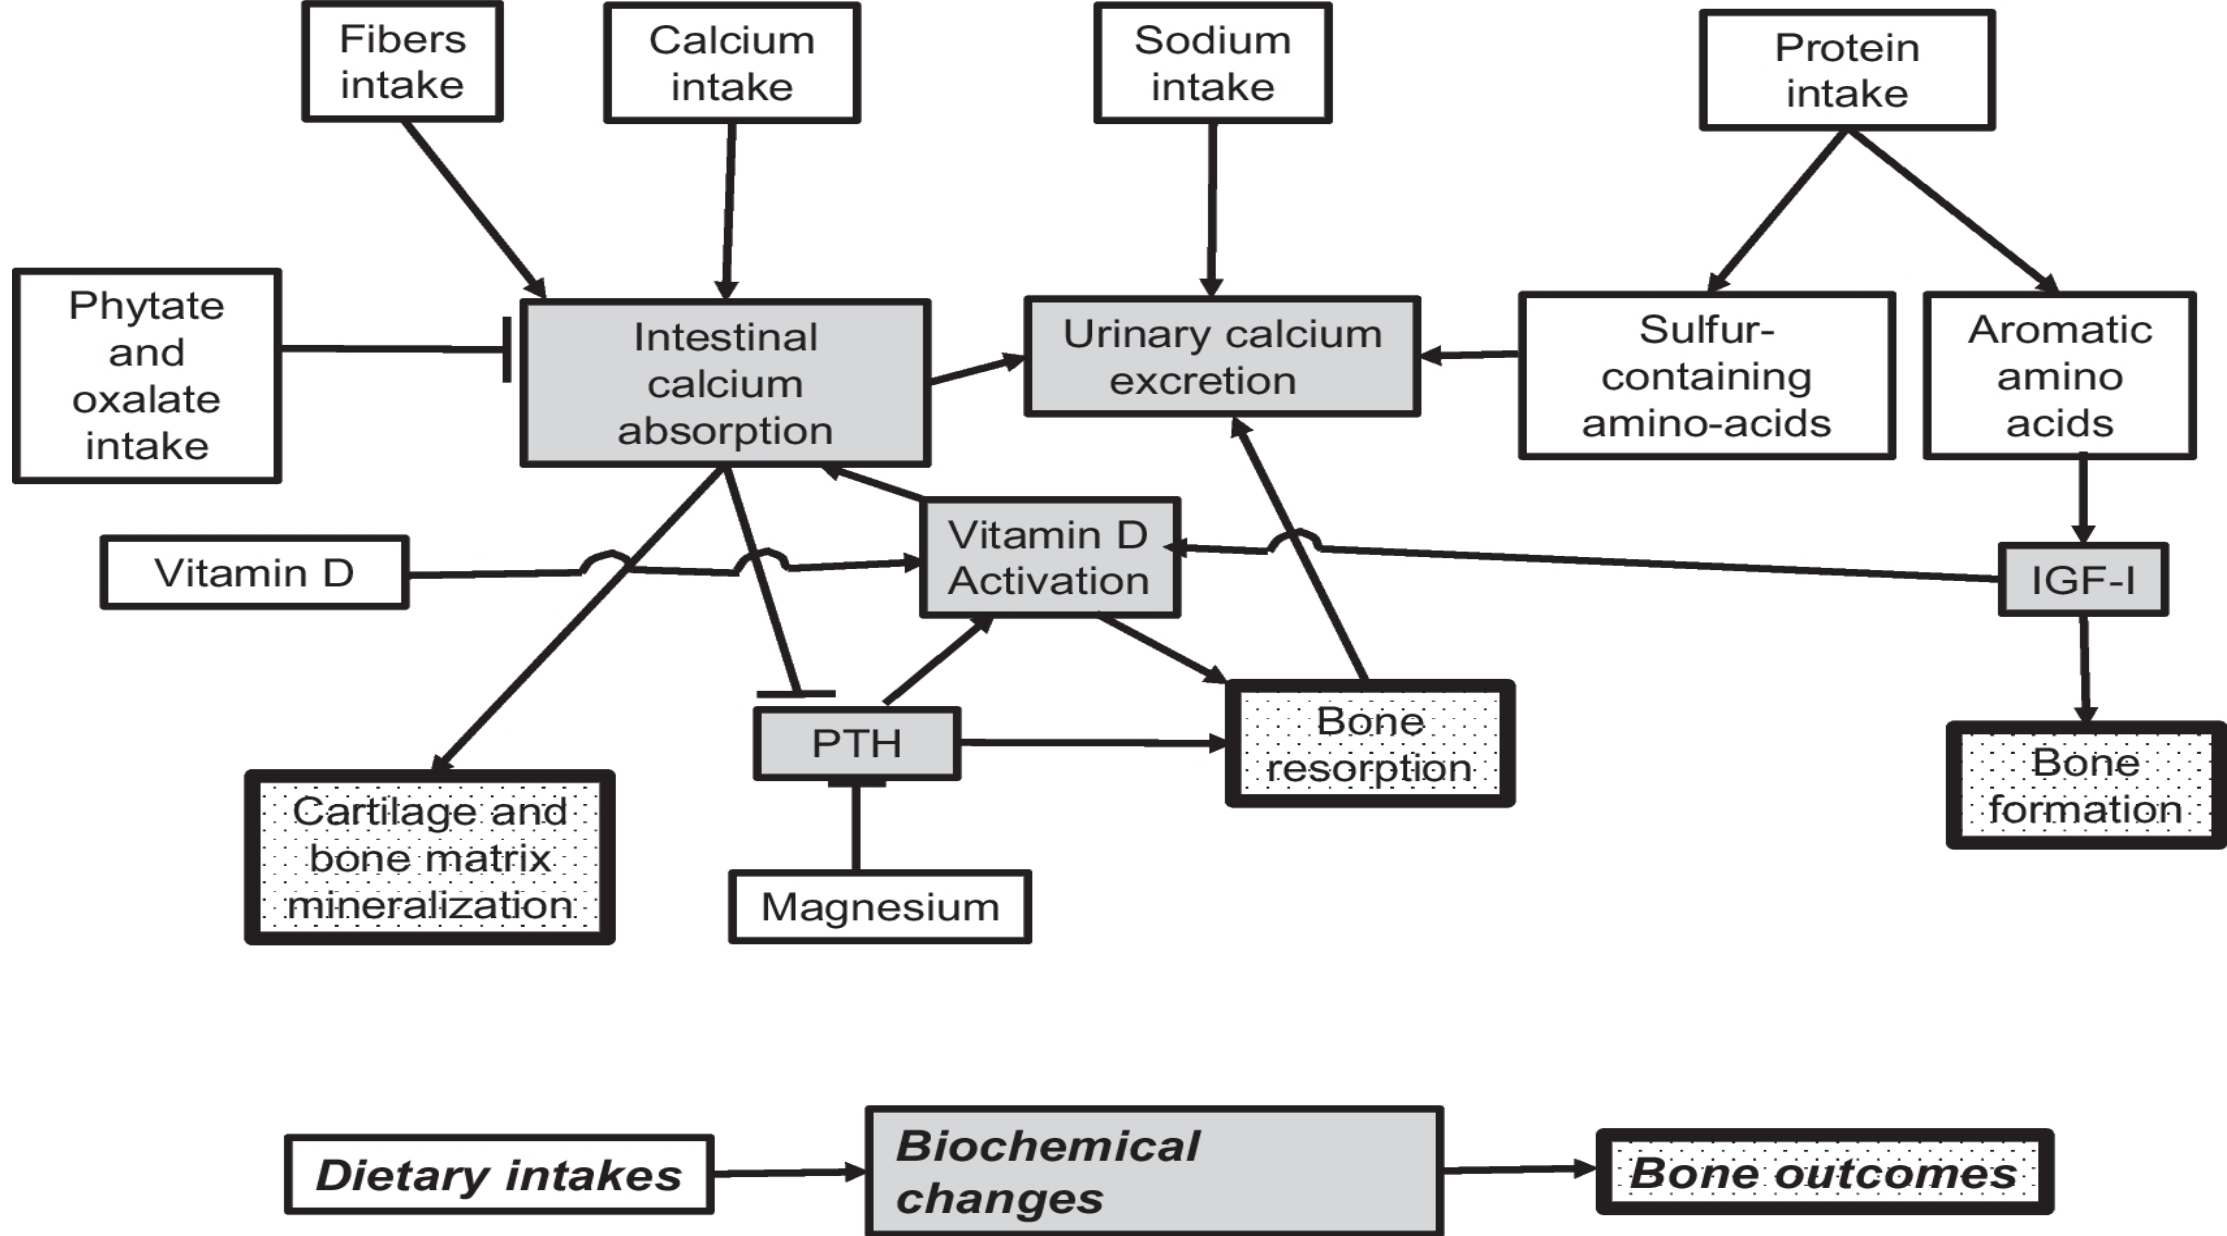 Fibers
intake
Calcium
intake
Sodium
intake
Protein
intake
Phytate
and
oxalate
intake
Intestinal
calcium
absorption
Urinary calcium
excretion
Sulfur-
containing
amino-acids
Aromatic
amino
acids
Vitamin D
Vitamin D
Activation
IGF-I
PTH
Bone
resorption
Bone
formation
Cartilage and
bone matrix
mineralization
Magnesium
Dietary intakes
Biochemical
changes
Bone outcomes